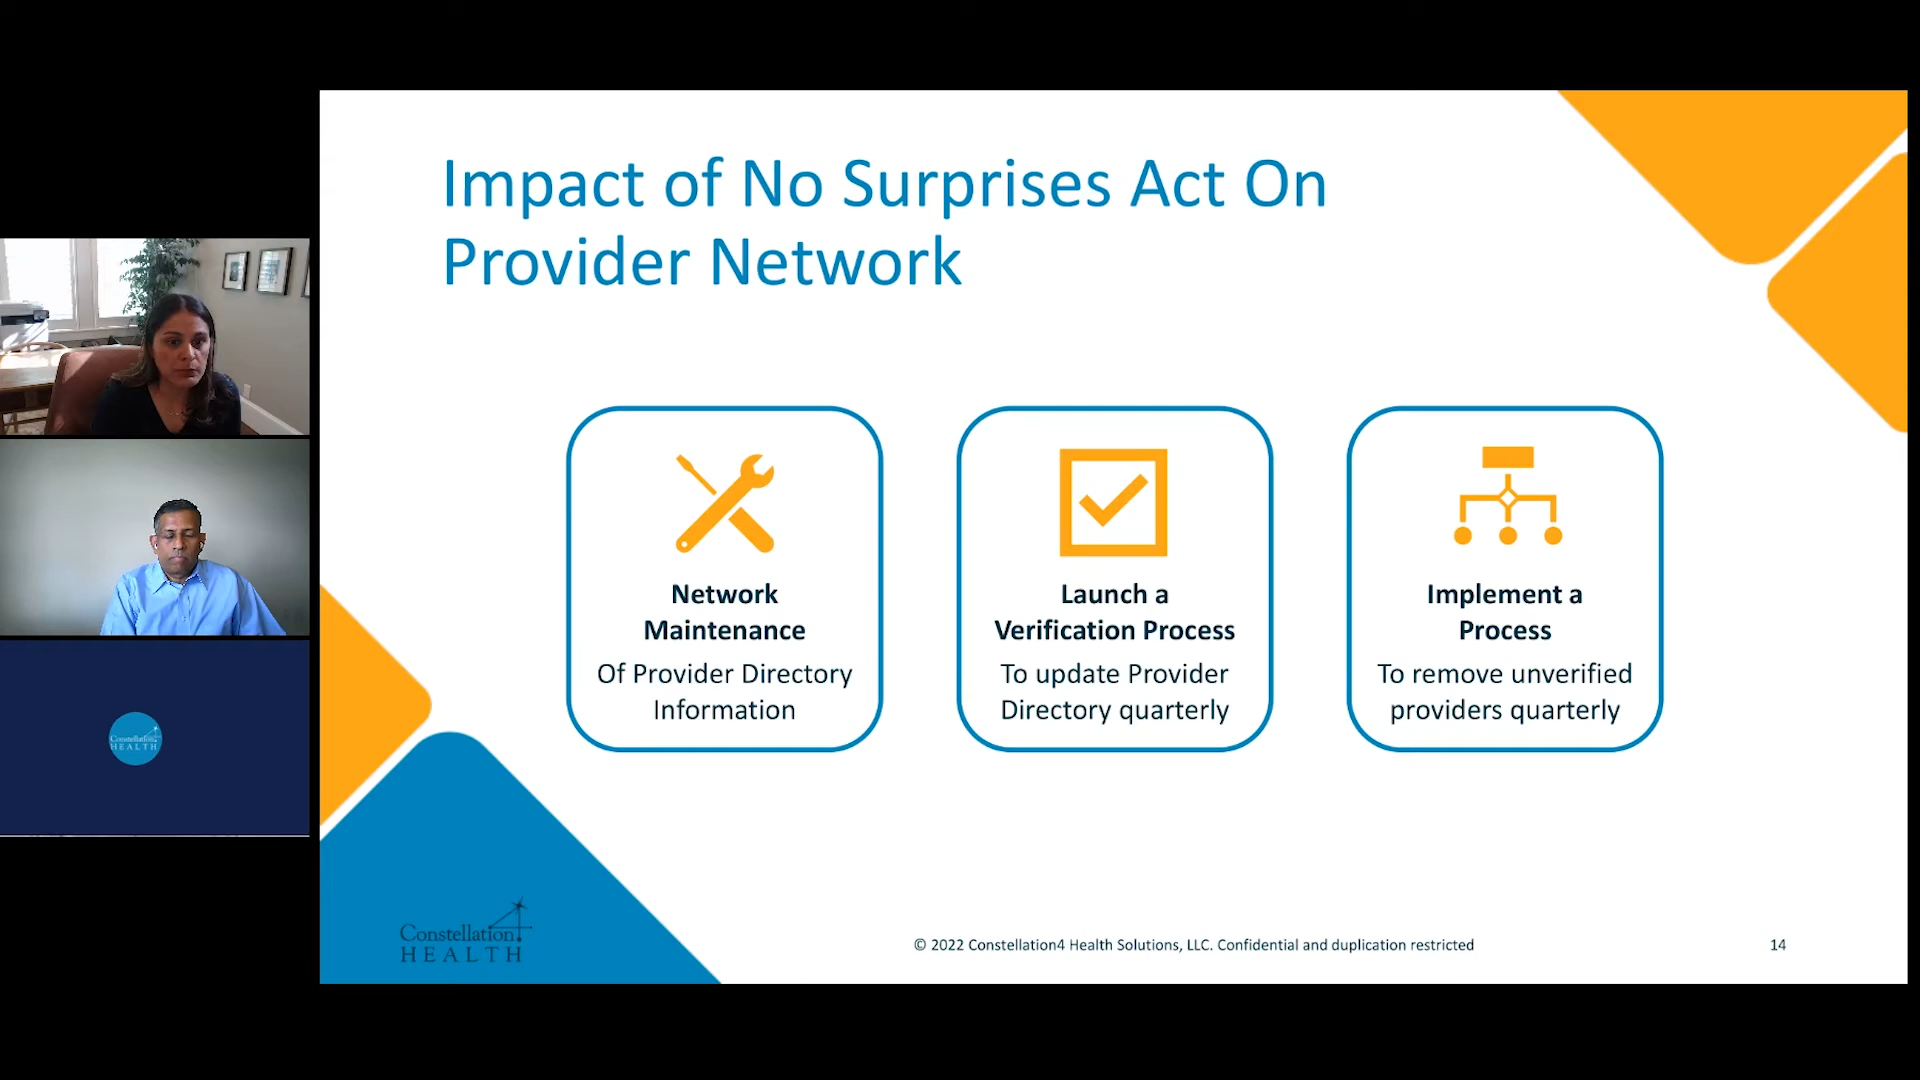 Impact of No Surprises Act On
Provider Network
Network
Maintenance
Of Provider Directory
Information
Launch a
Verification Process
To update Provider
Directory quarterly
Implement a
Process
To remove unverified
providers quarterly
Constellation
HEALTH
Constellation4
HEALTH
© 2022 Constellation4 Health Solutions, LLC. Confidential and duplication restricted
14